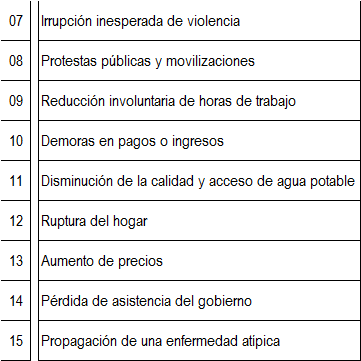 07 Irrupción inesperada de violencia
08 Protestas públicas y movilizaciones
09 Reducción involuntaria de horas de trabajo
10 Demoras en pagos o ingresos
11 Disminución de la calidad y acceso de agua potable
12 Ruptura del hogar
13 Aumento de precios
14 Pérdida de asistencia del gobierno
15 Propagación de una enfermedad atípica